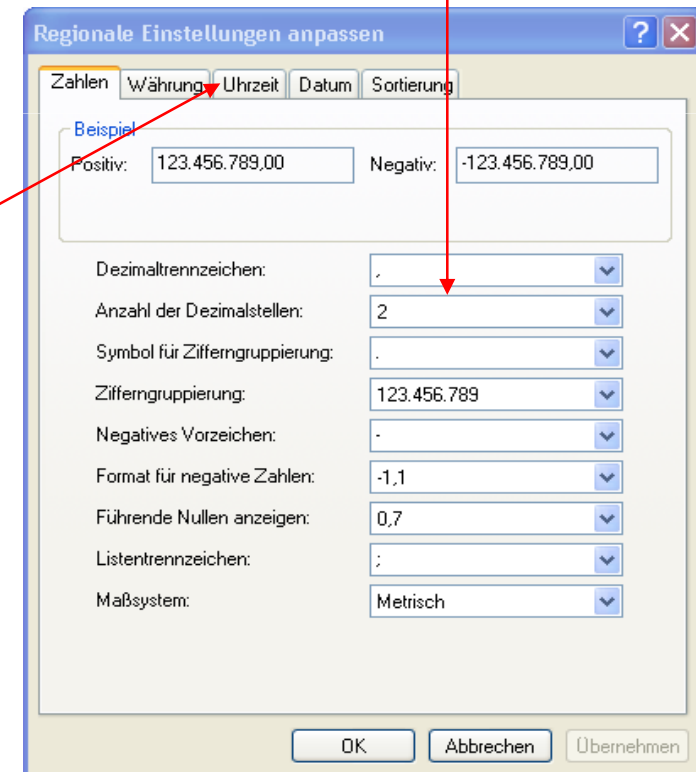 Regionale Einstellungen anpassen
Zahlen Währung Uhrzeit Datum Sortierung
Beispiel
Positiv: 123.456.789,00 Negativ: -123.456.789,00
Dezimaltrennzeichen: ,
Anzahl der Dezimalstellen: 2
Symbol für Zifferngruppierung: .
Zifferngruppierung: 123.456.789
Negatives Vorzeichen: -
Format für negative Zahlen: -1,1
Führende Nullen anzeigen: 0,7
Listentrennzeichen: ;
Maßsystem: Metrisch
OK Abbrechen Übernehmen